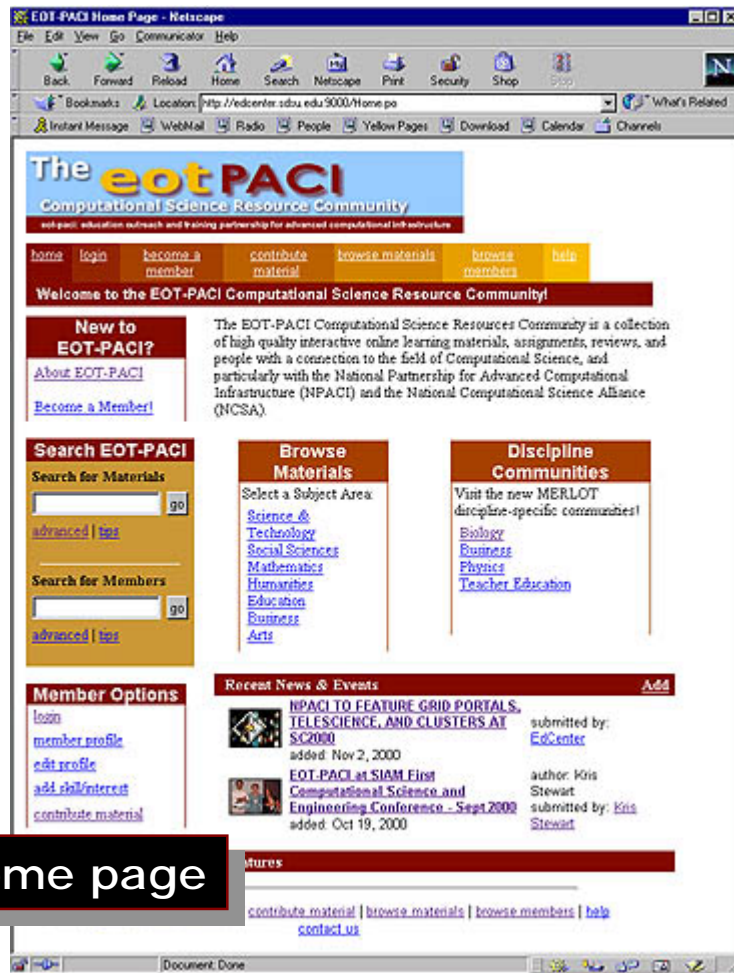 EOT-PACI Home Page - Netscape
File Edit View Go Communicator Help
Back Forward Reload Home Search Netscape Print Security Shop Stop
Bookmarks Location: http://edcenter.sdsu.edu:9000/Home.po What's Related
Instant Message WebMail Radio People Yellow Pages Download Calendar Channels
The eot PACI
Computational Science Resource Community
eot-paci: education outreach and training partnership for advanced computational infrastructure
home login become a member contribute material browse materials browse members help
Welcome to the EOT-PACI Computational Science Resource Community!
New to
EOT-PACI?
About EOT-PACI
Become a Member!
The EOT-PACI Computational Science Resources Community is a collection
of high quality interactive online learning materials, assignments, reviews, and
people with a connection to the field of Computational Science, and
particularly with the National Partnership for Advanced Computational
Infrastructure (NPACI) and the National Computational Science Alliance
(NCSA).
Search EOT-PACI
Search for Materials
go
advanced | tips
Search for Members
go
advanced | tips
Browse
Materials
Select a Subject Area:
Science &
Technology
Social Sciences
Mathematics
Humanities
Education
Business
Arts
Discipline
Communities
Visit the new MERLOT
discipline-specific communities!
Biology
Business
Physics
Teacher Education
Member Options
login
member profile
edit profile
add skill/interest
contribute material
Recent News & Events Add
NPACI TO FEATURE GRID PORTALS,
TELESCIENCE, AND CLUSTERS AT
SC2000
added: Nov 2, 2000
submitted by:
EdCenter
EOT-PACI at SIAM First
Computational Science and
Engineering Conference - Sept 2000
added: Oct 19, 2000
author: Kris
Stewart
submitted by: Kris
Stewart
me page
tures
contribute material | browse materials | browse members | help
contact us
Document: Done